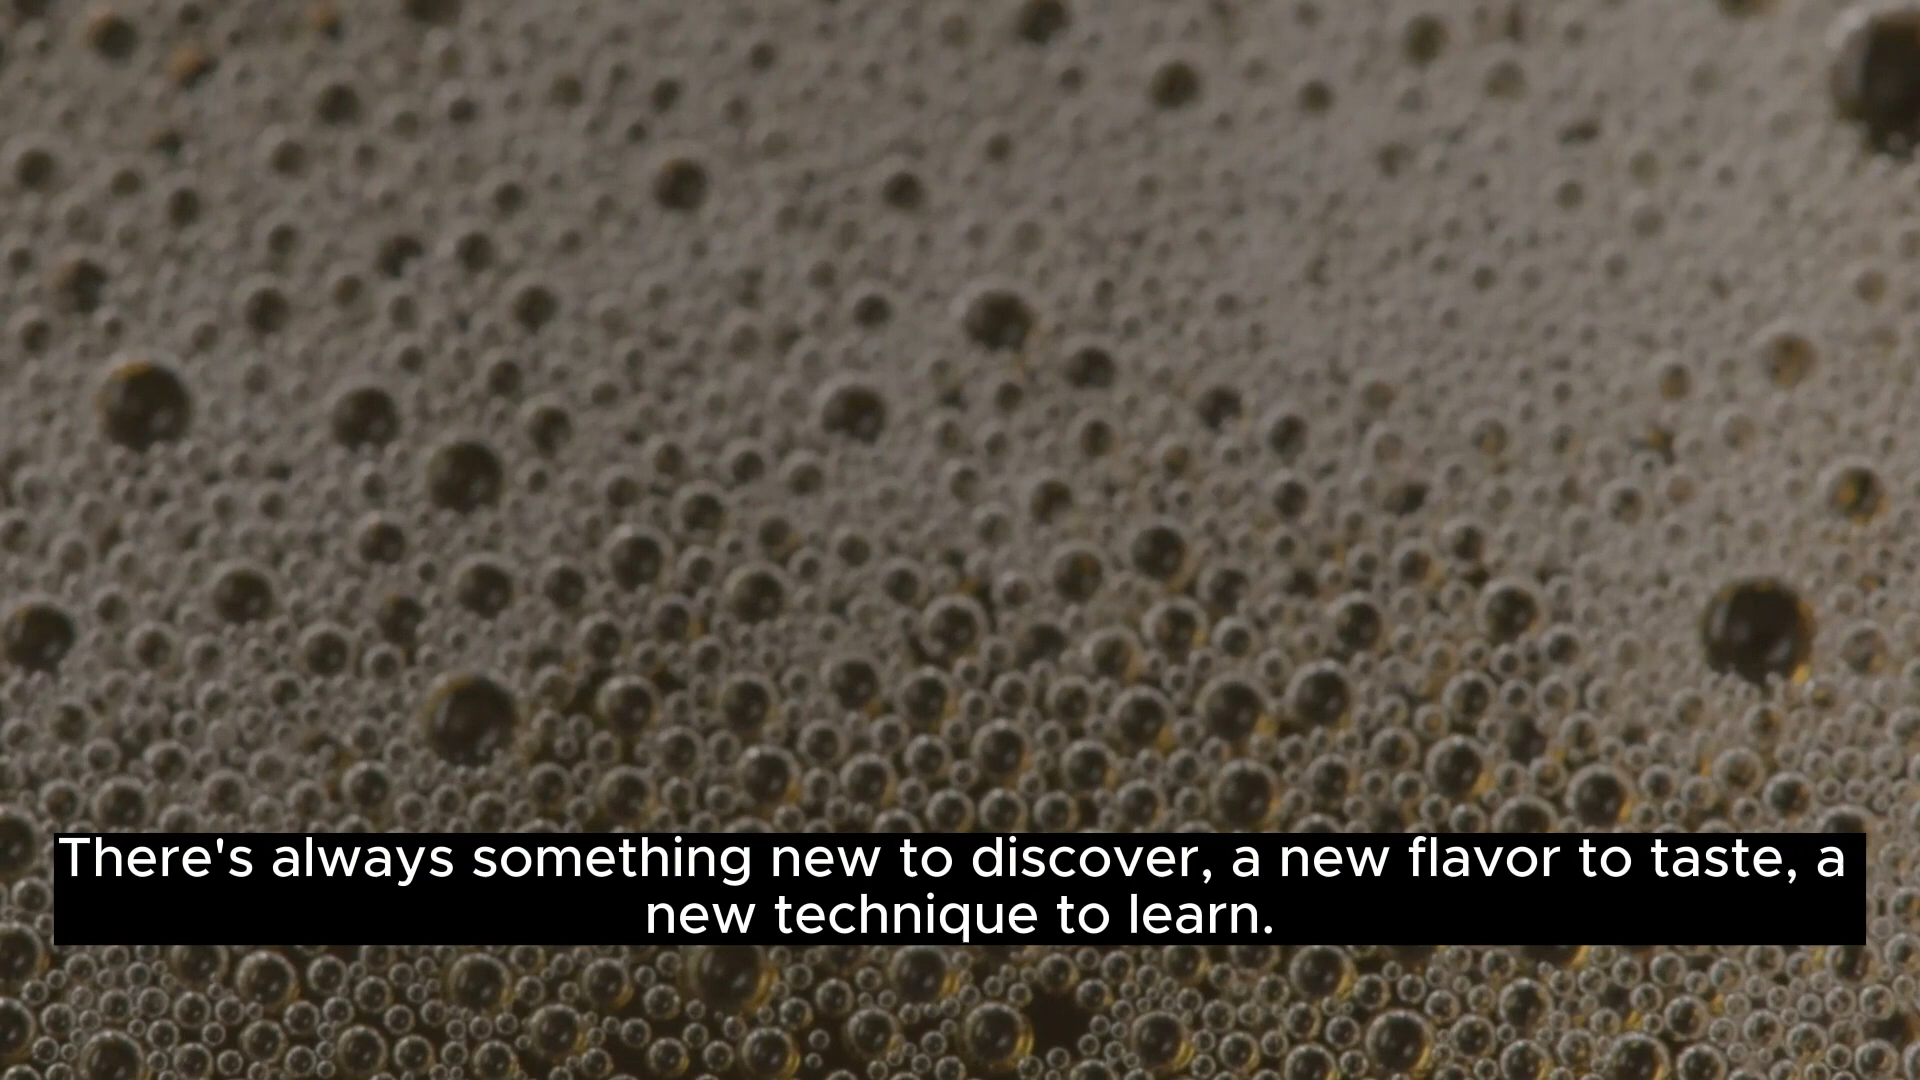 There's always something new to discover, a new flavor to taste, a
new technique to learn.